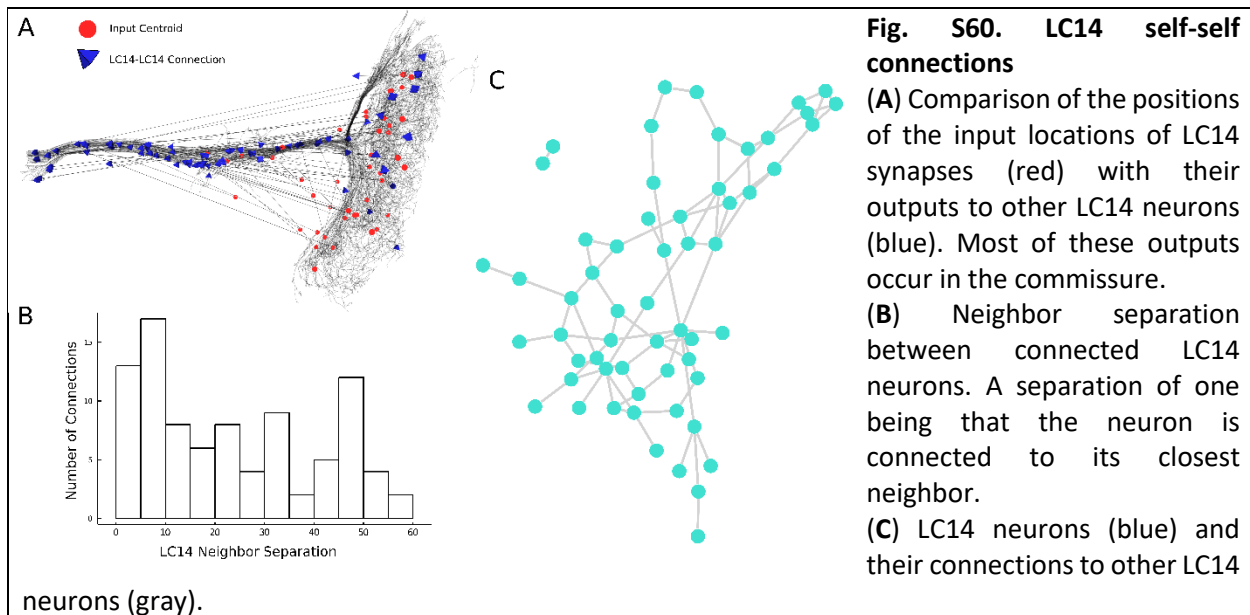 A
Input Centroid
LC14-LC14 Connection
B
Number of Connections
15
10
5
0
0 10 20 30 40 50 60
LC14 Neighbor Separation
C
Fig. S60. LC14 self-self
connections
(A) Comparison of the positions
of the input locations of LC14
synapses (red) with their
outputs to other LC14 neurons
(blue). Most of these outputs
occur in the commissure.
(B) Neighbor separation
between connected LC14
neurons. A separation of one
being that the neuron is
connected to its closest
neighbor.
(C) LC14 neurons (blue) and
their connections to other LC14
neurons (gray).